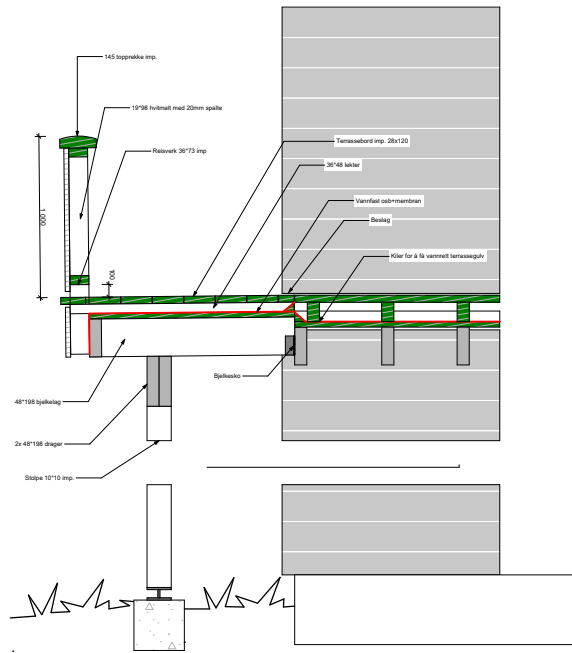 145 topprekke imp.
19*98 hvitmalt med 20mm spalte
Terrassebord imp. 28x120
Reisverk 36*73 imp
36*48 lekter
Vannfast osb+membran
1 000
Beslag
Kiler for å få vannrett terrassegulv
100
Bjelkesko
48*198 bjelkelag
2x 48*198 drager
Stolpe 10*10 imp.